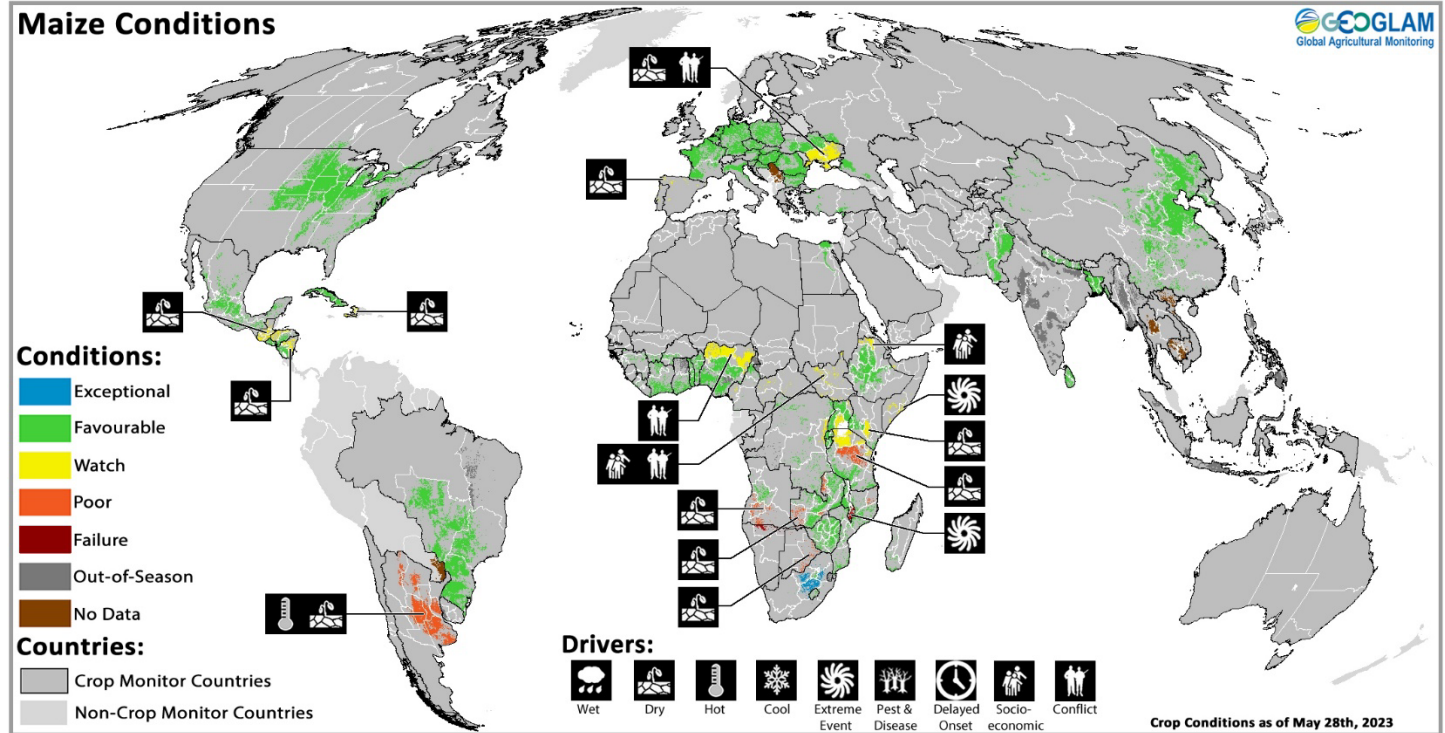 Maize Conditions
GEOGLAM
Global Agricultural Monitoring
Conditions:
Exceptional
Favourable
Watch
Poor
Failure
Out-of-Season
No Data
Countries:
Crop Monitor Countries
Non-Crop Monitor Countries
Drivers:
Wet
Dry
Hot
Cool
Extreme
Event
Pest &
Disease
Delayed
Onset
Socio-
economic
Conflict
Crop Conditions as of May 28th, 2023